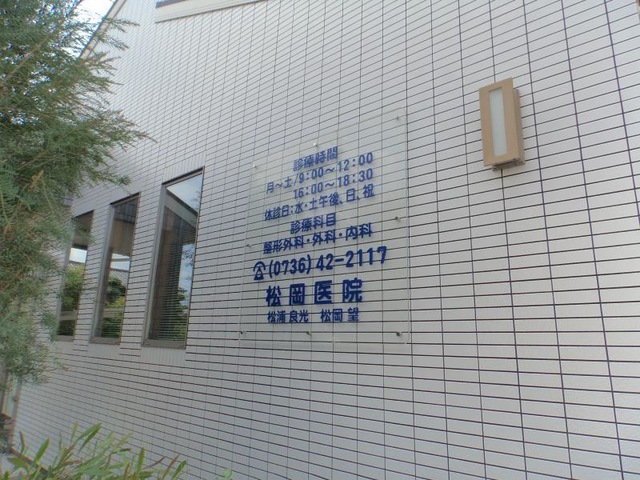 診療時間
月～土/9:00～12:00
16:00～18:30
休診日:水・土午後、日、祝
診療科目
整形外科・外科・内科
☎(0736)42-2117
松岡医院
松浦良光 松岡望